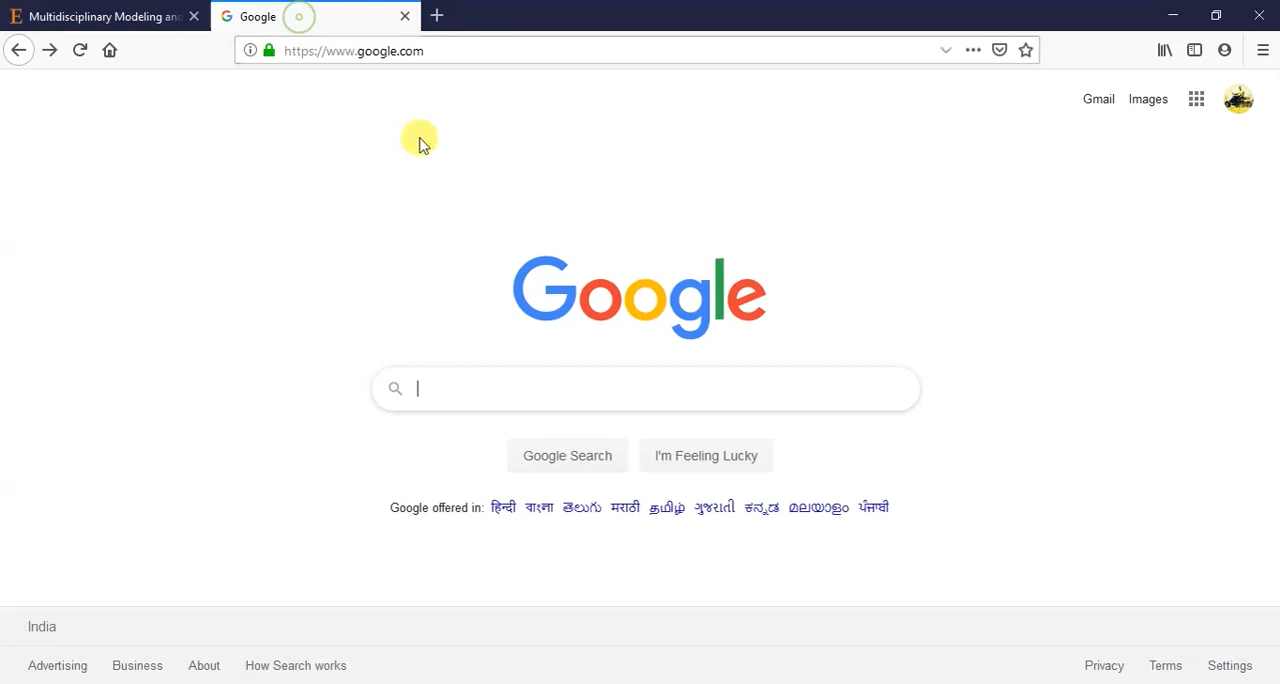 Multidisciplinary Modeling and
Google
https://www.google.com
Gmail Images
Google
Google Search I'm Feeling Lucky
Google offered in: हिन्दी বাংলা తెలుగు मराठी தமிழ் ગુજરાતી ಕನ್ನಡ മലയാളം ਪੰਜਾਬੀ
India
Advertising Business About How Search works Privacy Terms Settings